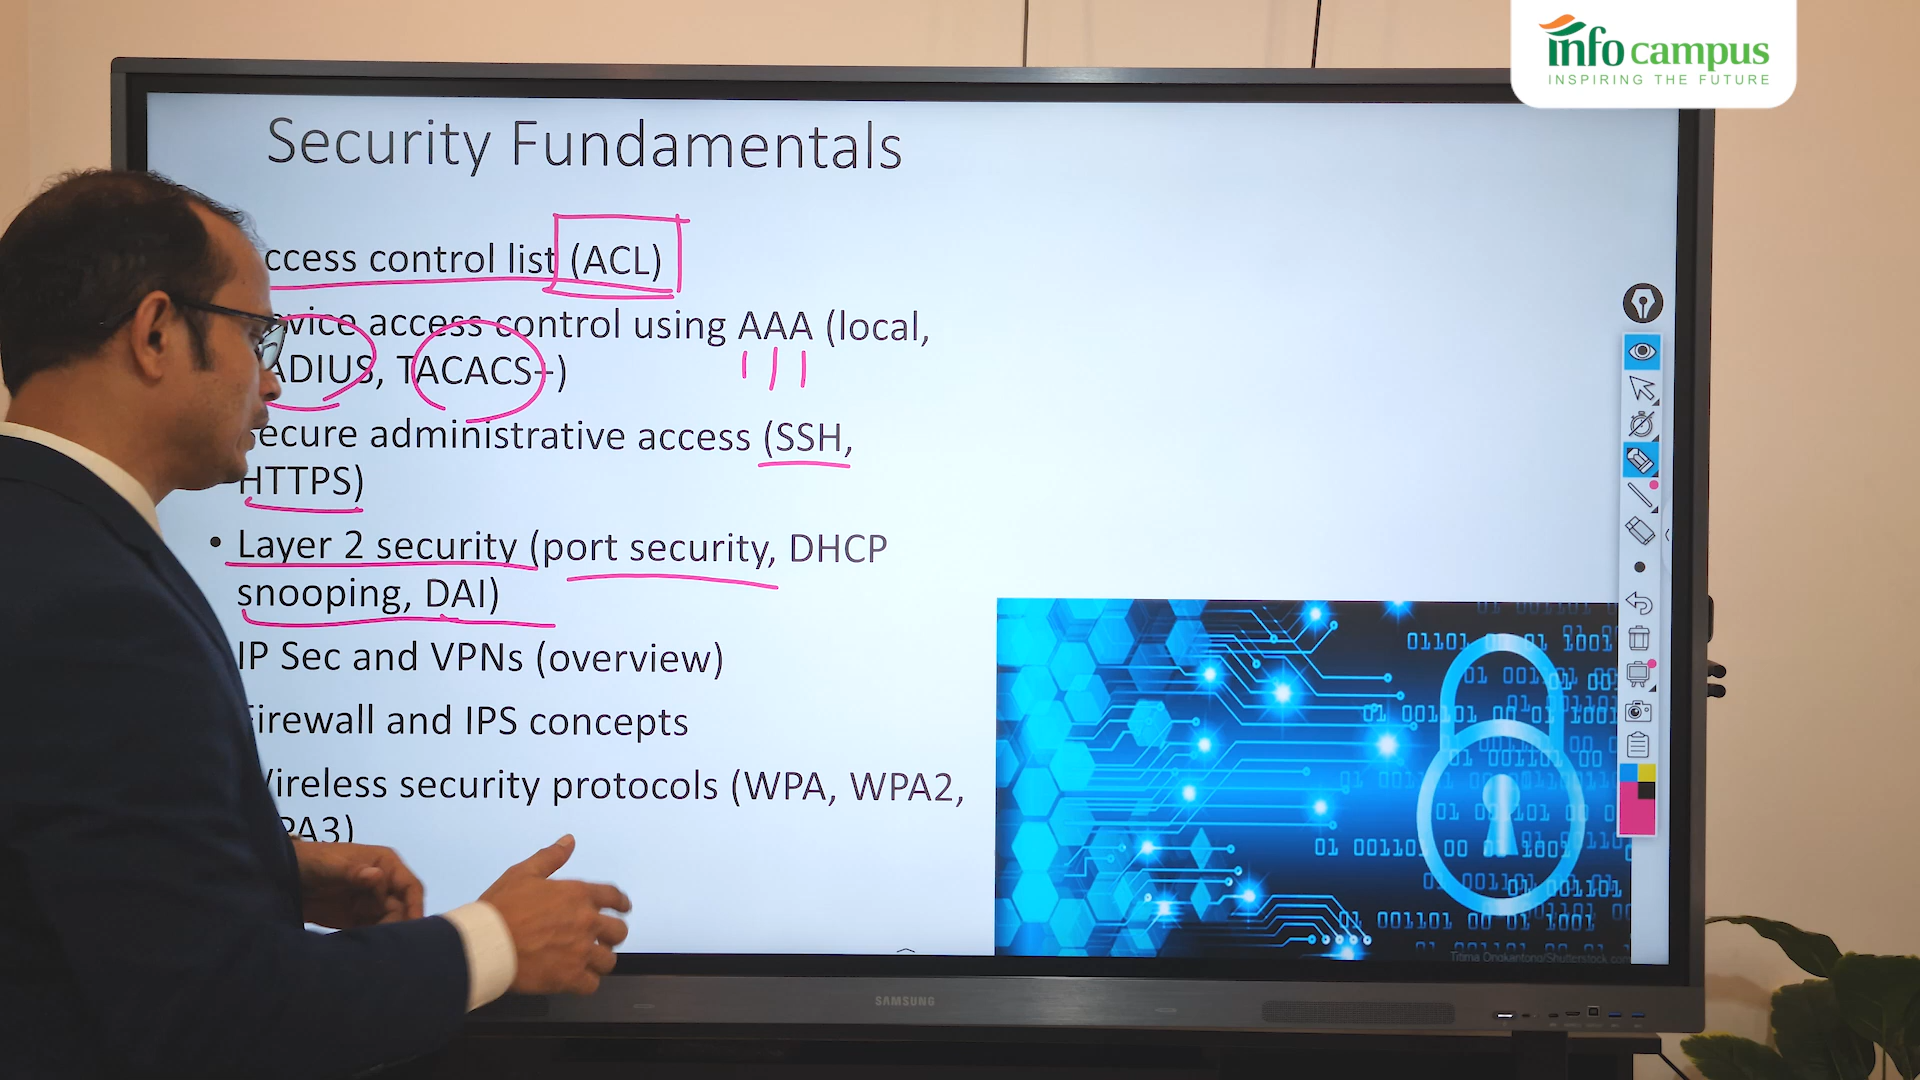 info campus
INSPIRING THE FUTURE
Security Fundamentals
ccess control list (ACL)
vice access control using AAA (local,
ADIUS, TACACS+)
ecure administrative access (SSH,
HTTPS)
• Layer 2 security (port security, DHCP
snooping, DAI)
IP Sec and VPNs (overview)
irewall and IPS concepts
ireless security protocols (WPA, WPA2,
PA3)
SAMSUNG